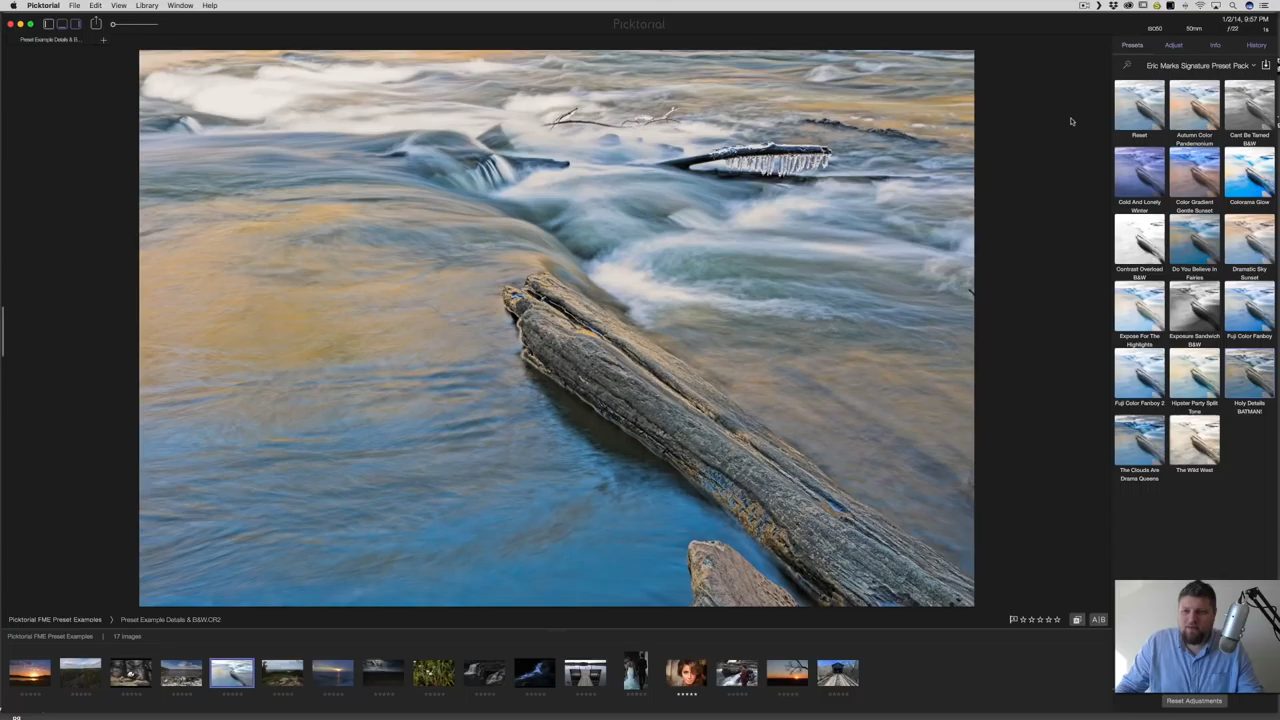 Picktorial File Edit View Library Window Help
Picktorial
1/2/14, 9:57 PM
ISO50 50mm ƒ/22 1s
Preset Example Details & B...
Presets Adjust Info History
Eric Marks Signature Preset Pack
Reset
Autumn Color
Pandemonium
Cant Be Tamed
B&W
Cold And Lonely
Winter
Color Gradient
Gentle Sunset
Colorama Glow
Contrast Overload
B&W
Do You Believe In
Fairies
Dramatic Sky
Sunset
Expose For The
Highlights
Exposure Sandwich
B&W
Fuji Color Fanboy
Fuji Color Fanboy 2
Hipster Party Split
Tone
Holy Details
BATMAN!
The Clouds Are
Drama Queens
The Wild West
Picktorial FME Preset Examples Preset Example Details & B&W.CR2
A|B
Picktorial FME Preset Examples 17 images
Reset Adjustments